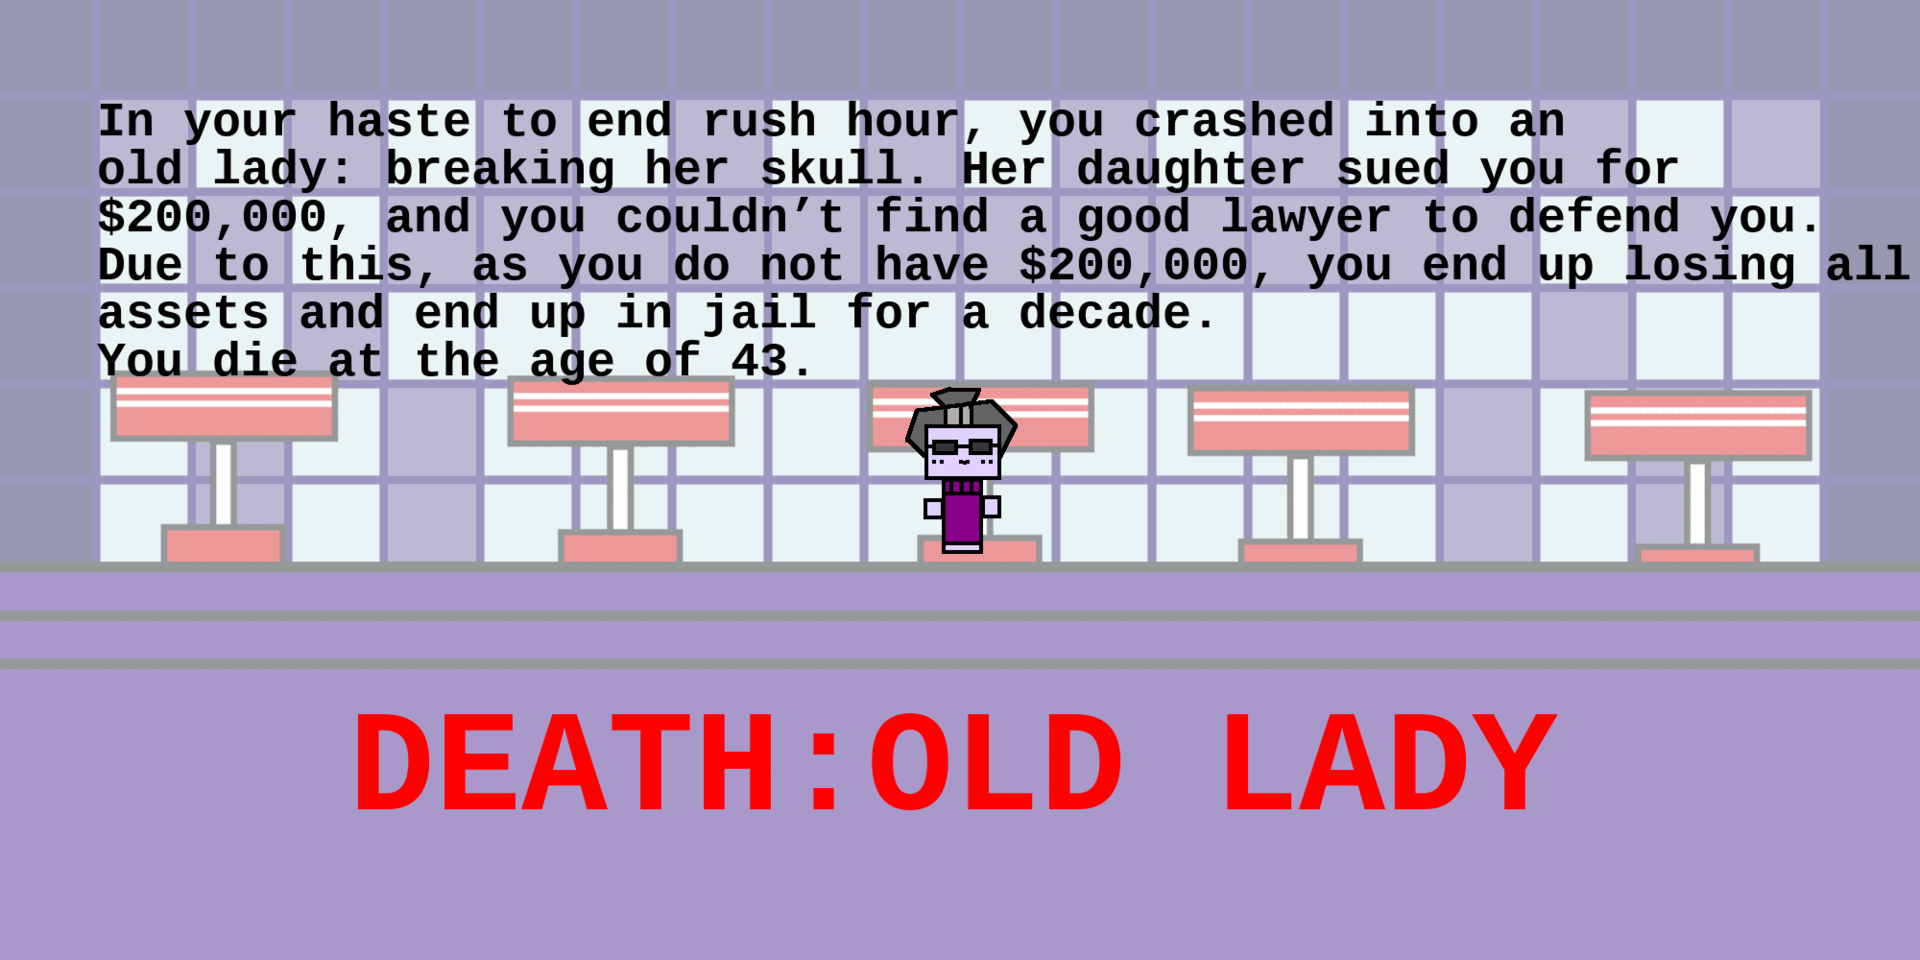 In your haste to end rush hour, you crashed into an
old lady: breaking her skull. Her daughter sued you for
$200,000, and you couldn’t find a good lawyer to defend you.
Due to this, as you do not have $200,000, you end up losing all
assets and end up in jail for a decade.
You die at the age of 43.
DEATH:OLD LADY